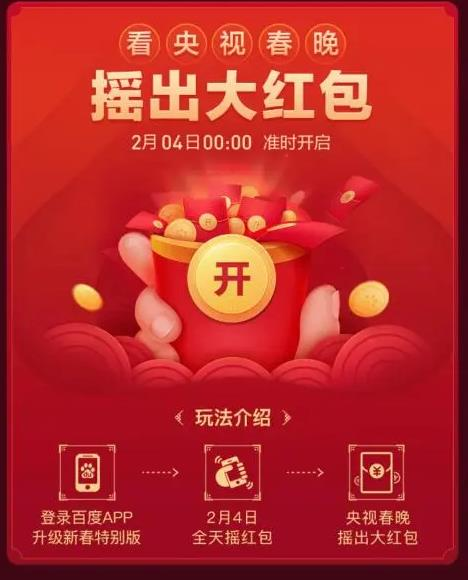 看央视春晚
摇出大红包
2月04日00:00 准时开启
开
玩法介绍
登录百度APP
升级新春特别版
2月4日
全天摇红包
央视春晚
摇出大红包